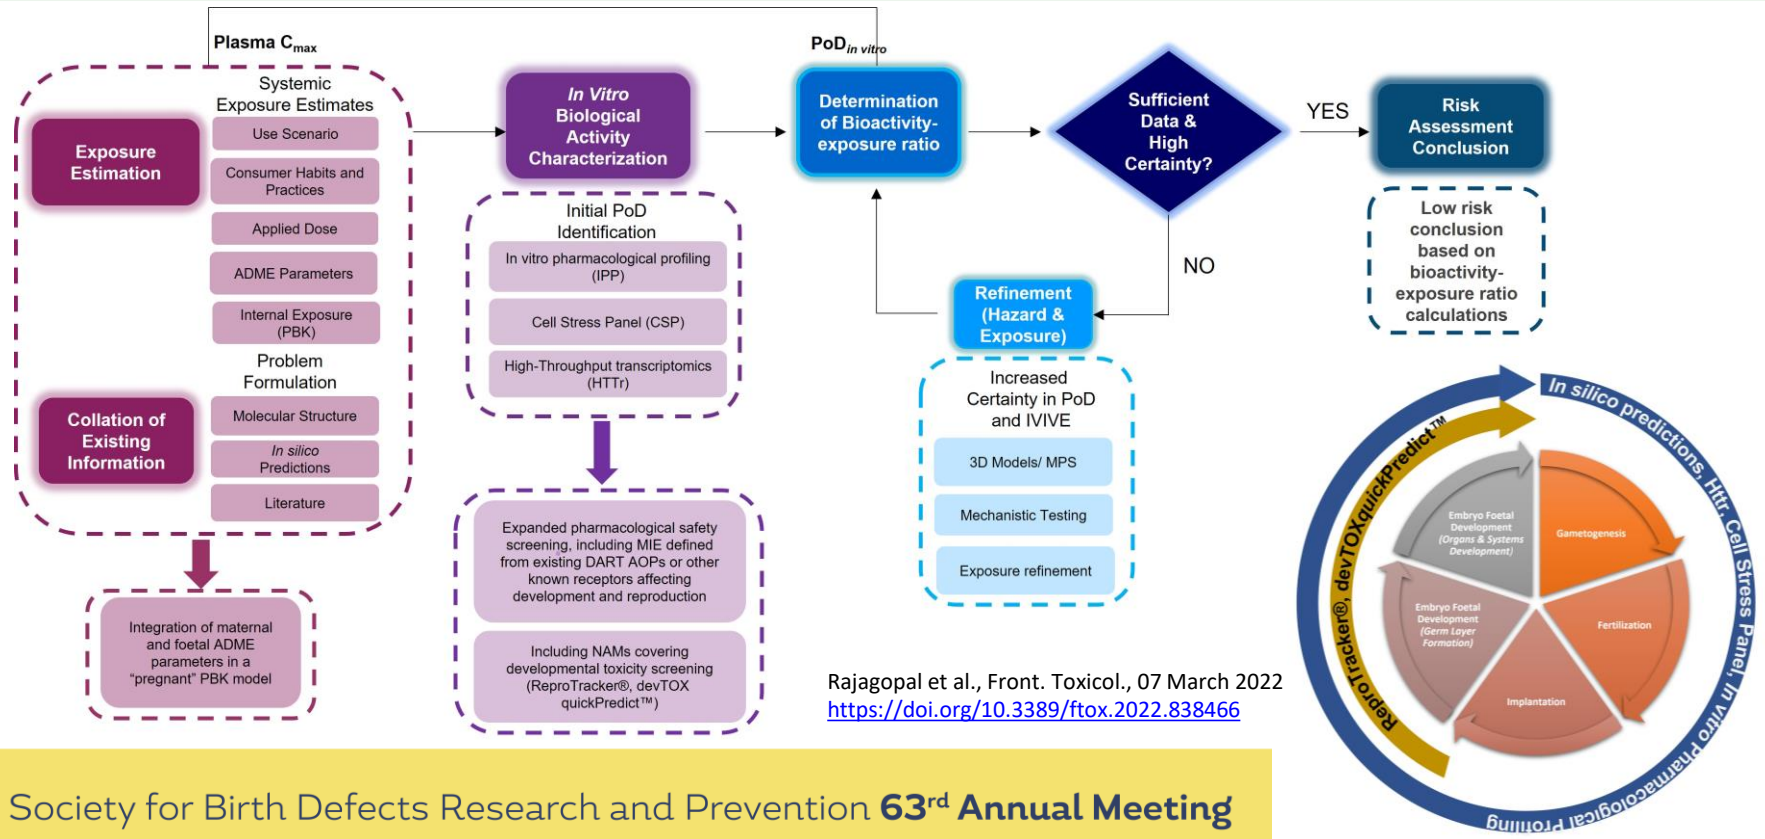 Plasma Cmax
Systemic
Exposure Estimates
Exposure
Estimation
Use Scenario
Consumer Habits and
Practices
Applied Dose
ADME Parameters
Internal Exposure
(PBK)
Problem
Formulation
Collation of
Existing
Information
Molecular Structure
In silico
Predictions
Literature
Integration of maternal
and foetal ADME
parameters in a
“pregnant” PBK model
In Vitro
Biological
Activity
Characterization
Initial PoD
Identification
In vitro pharmacological profiling
(IPP)
Cell Stress Panel (CSP)
High-Throughput transcriptomics
(HTTr)
Expanded pharmacological safety
screening, including MIE defined
from existing DART AOPs or other
known receptors affecting
development and reproduction
Including NAMs covering
developmental toxicity screening
(ReproTracker®, devTOX
quickPredict™)
PoDin vitro
Determination
of Bioactivity-
exposure ratio
Sufficient
Data &
High
Certainty?
YES
NO
Refinement
(Hazard &
Exposure)
Increased
Certainty in PoD
and IVIVE
3D Models/ MPS
Mechanistic Testing
Exposure refinement
Risk
Assessment
Conclusion
Low risk
conclusion
based on
bioactivity-
exposure ratio
calculations
In silico predictions, Httr, Cell Stress Panel, In vitro Pharmacological Profiling
ReproTracker®, devTOXquickPredict™
Gametogenesis
Fertilization
Implantation
Embryo Foetal
Development
(Germ Layer
Formation)
Embryo Foetal
Development
(Organs & Systems
Development)
Rajagopal et al., Front. Toxicol., 07 March 2022
https://doi.org/10.3389/ftox.2022.838466
Society for Birth Defects Research and Prevention 63rd Annual Meeting